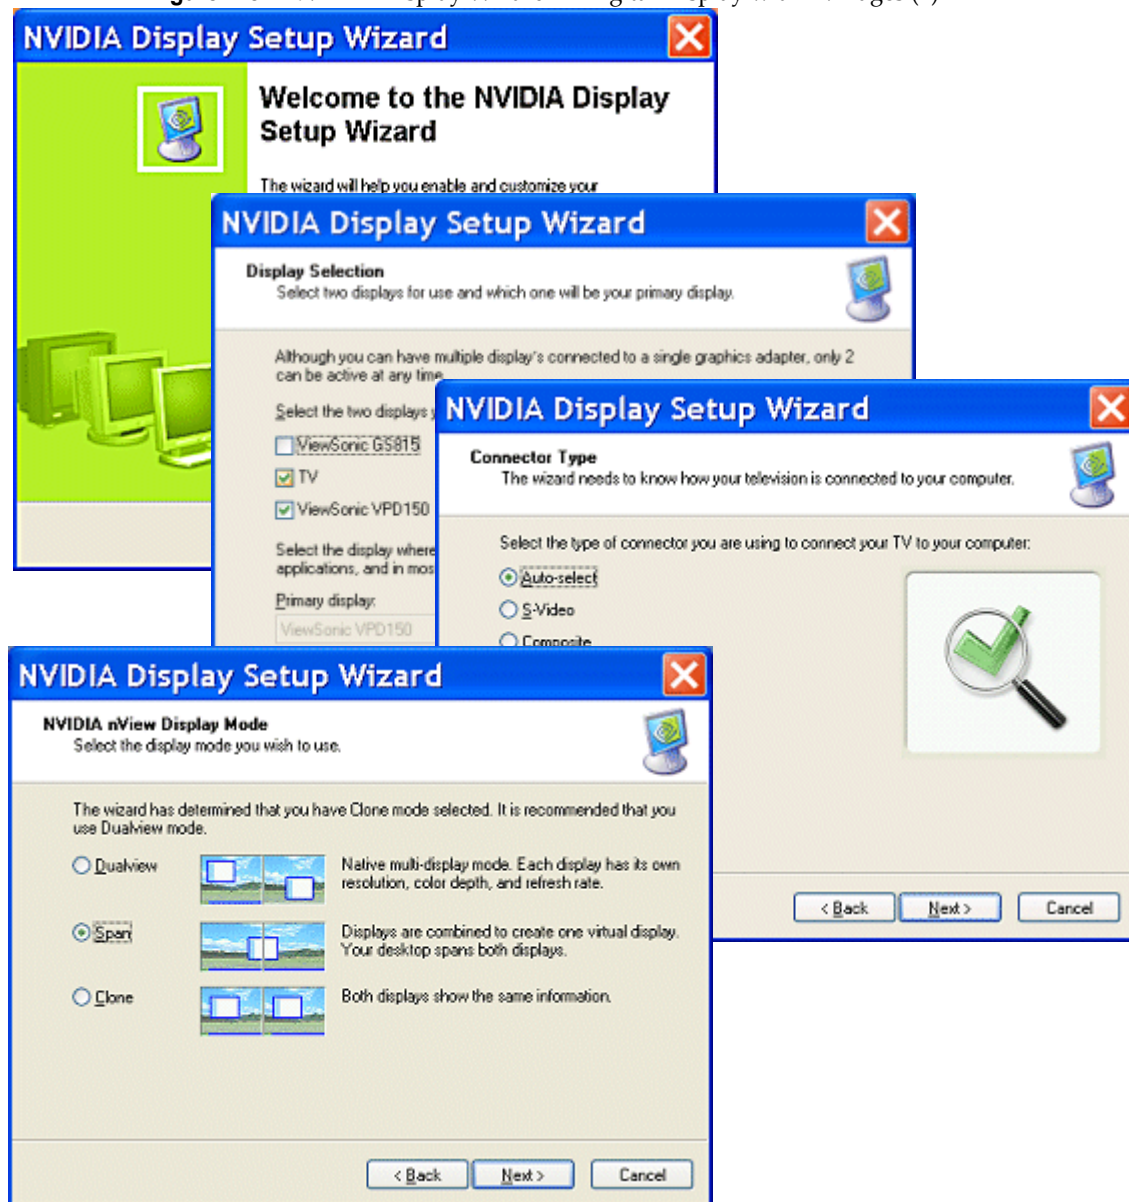 NVIDIA Display Setup Wizard
Welcome to the NVIDIA Display
Setup Wizard
The wizard will help you enable and customize your
NVIDIA Display Setup Wizard
Display Selection
Select two displays for use and which one will be your primary display.
Although you can have multiple display's connected to a single graphics adapter, only 2
can be active at any time.
Select the two displays
ViewSonic GS815
TV
ViewSonic VPD150
Select the display where
applications, and in
Primary display:
ViewSonic VPD150
NVIDIA Display Setup Wizard
Connector Type
The wizard needs to know how your television is connected to your computer.
Select the type of connector you are using to connect your TV to your computer:
Auto-select
S-Video
Composite
< Back
Next >
Cancel
NVIDIA Display Setup Wizard
NVIDIA nView Display Mode
Select the display mode you wish to use.
The wizard has determined that you have Clone mode selected. It is recommended that you
use Dualview mode.
Dualview
Native multi-display mode. Each display has its own
resolution, color depth, and refresh rate.
Span
Displays are combined to create one virtual display.
Your desktop spans both displays.
Clone
Both displays show the same information.
< Back
Next >
Cancel